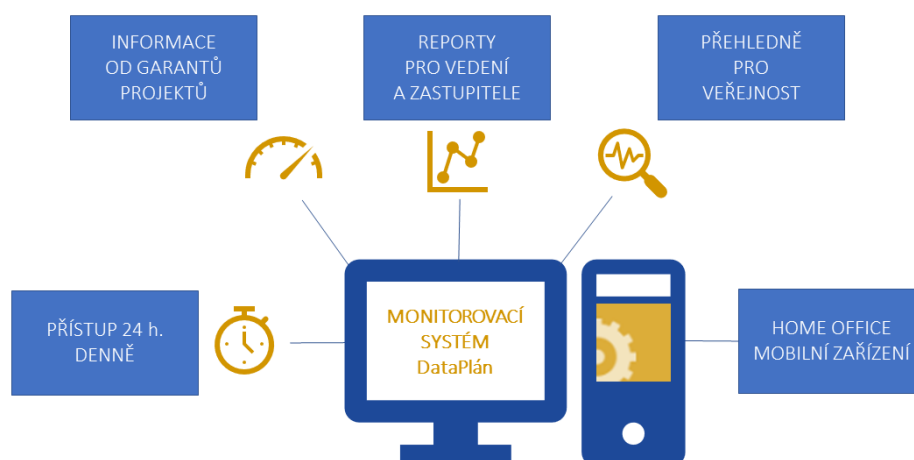 INFORMACE
OD GARANTŮ
PROJEKTŮ
REPORTY
PRO VEDENÍ
A ZASTUPITELE
PŘEHLEDNĚ
PRO
VEŘEJNOST
PŘÍSTUP 24 h.
DENNĚ
MONITOROVACÍ
SYSTÉM
DataPlán
HOME OFFICE
MOBILNÍ ZAŘÍZENÍ